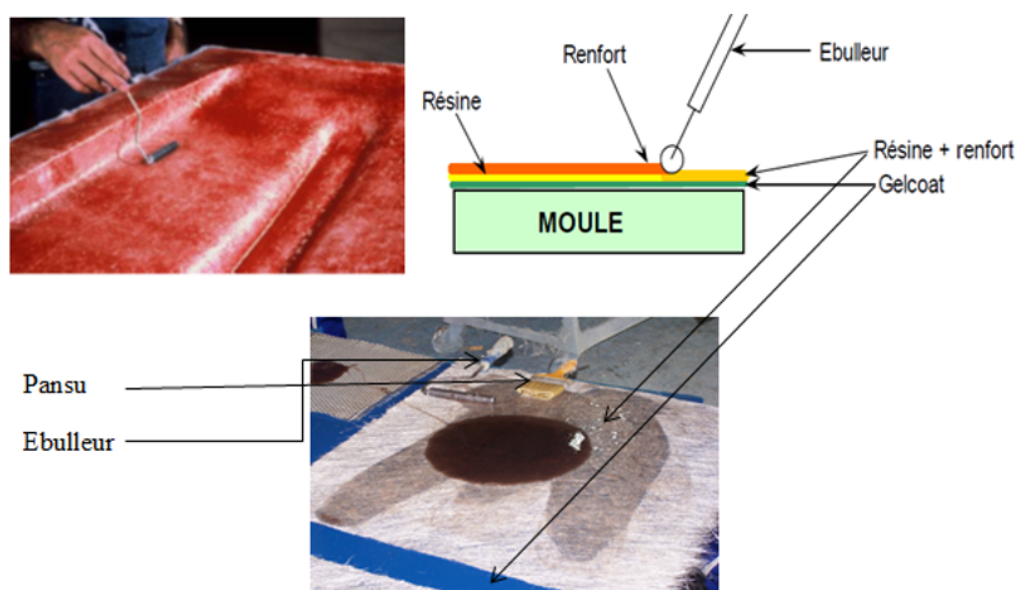 Ebulleur
Renfort
Résine
Résine + renfort
Gelcoat
MOULE
Pansu
Ebulleur